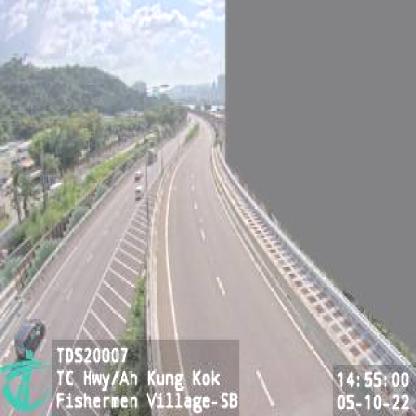 TDS20007
TC Hwy/Ah Kung Kok
Fishermen Village-SB
14:55:00
05-10-22